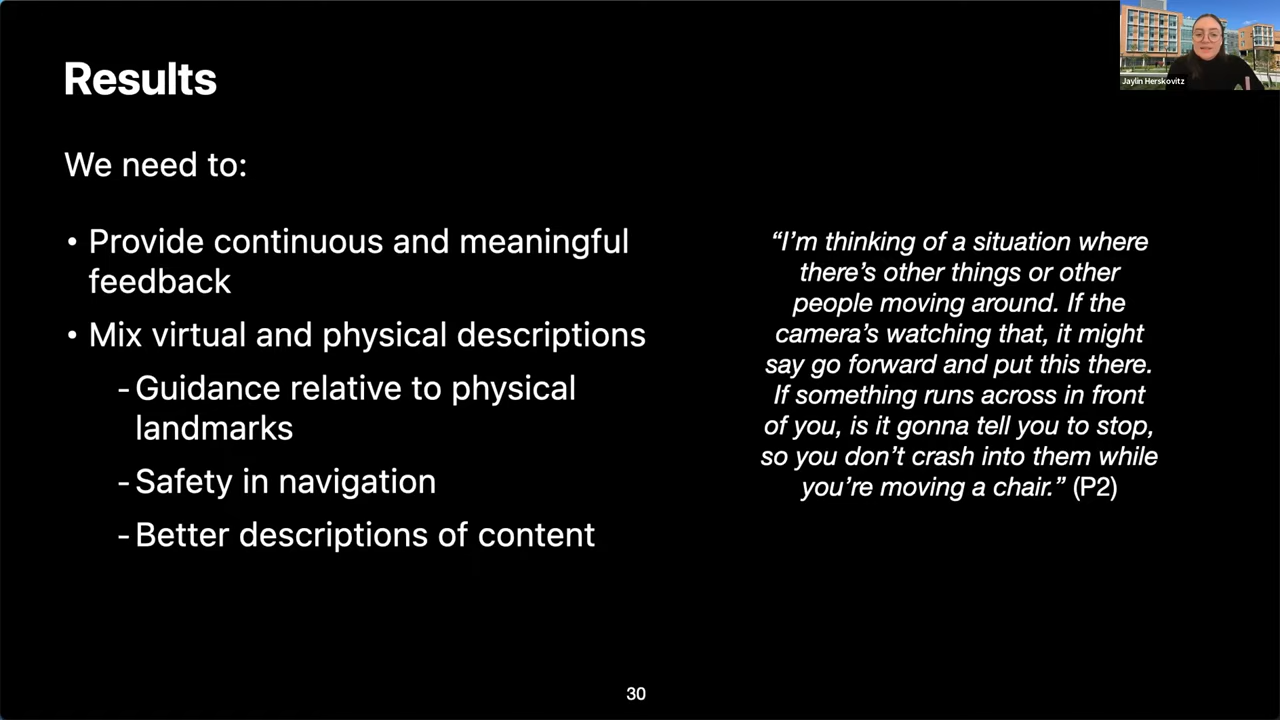 Jaylin Herskovitz
Results
We need to:
• Provide continuous and meaningful
feedback
• Mix virtual and physical descriptions
- Guidance relative to physical
landmarks
- Safety in navigation
- Better descriptions of content
“I’m thinking of a situation where
there’s other things or other
people moving around. If the
camera’s watching that, it might
say go forward and put this there.
If something runs across in front
of you, is it gonna tell you to stop,
so you don’t crash into them while
you’re moving a chair.” (P2)
30